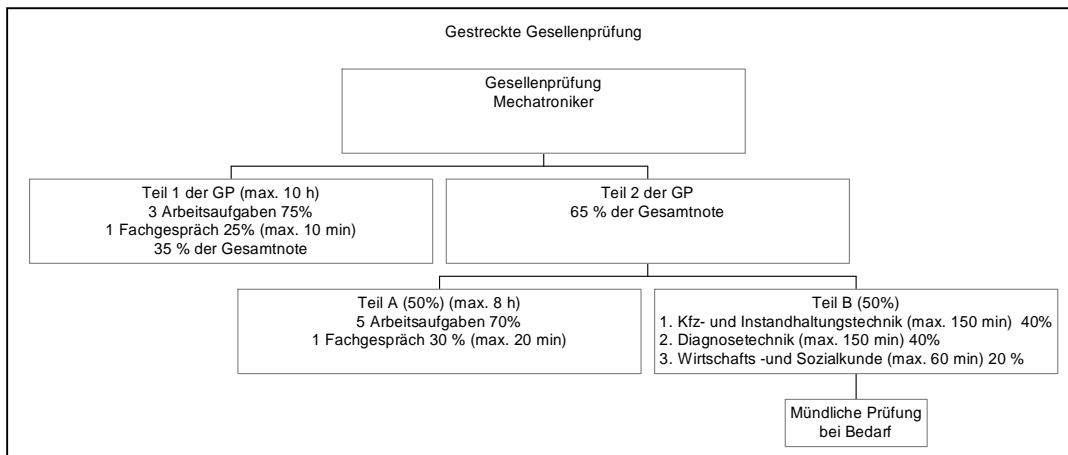 Gestreckte Gesellenprüfung
Gesellenprüfung
Mechatroniker
Teil 1 der GP (max. 10 h)
3 Arbeitsaufgaben 75%
1 Fachgespräch 25% (max. 10 min)
35 % der Gesamtnote
Teil 2 der GP
65 % der Gesamtnote
Teil A (50%) (max. 8 h)
5 Arbeitsaufgaben 70%
1 Fachgespräch 30 % (max. 20 min)
Teil B (50%)
1. Kfz- und Instandhaltungstechnik (max. 150 min) 40%
2. Diagnosetechnik (max. 150 min) 40%
3. Wirtschafts -und Sozialkunde (max. 60 min) 20 %
Mündliche Prüfung
bei Bedarf